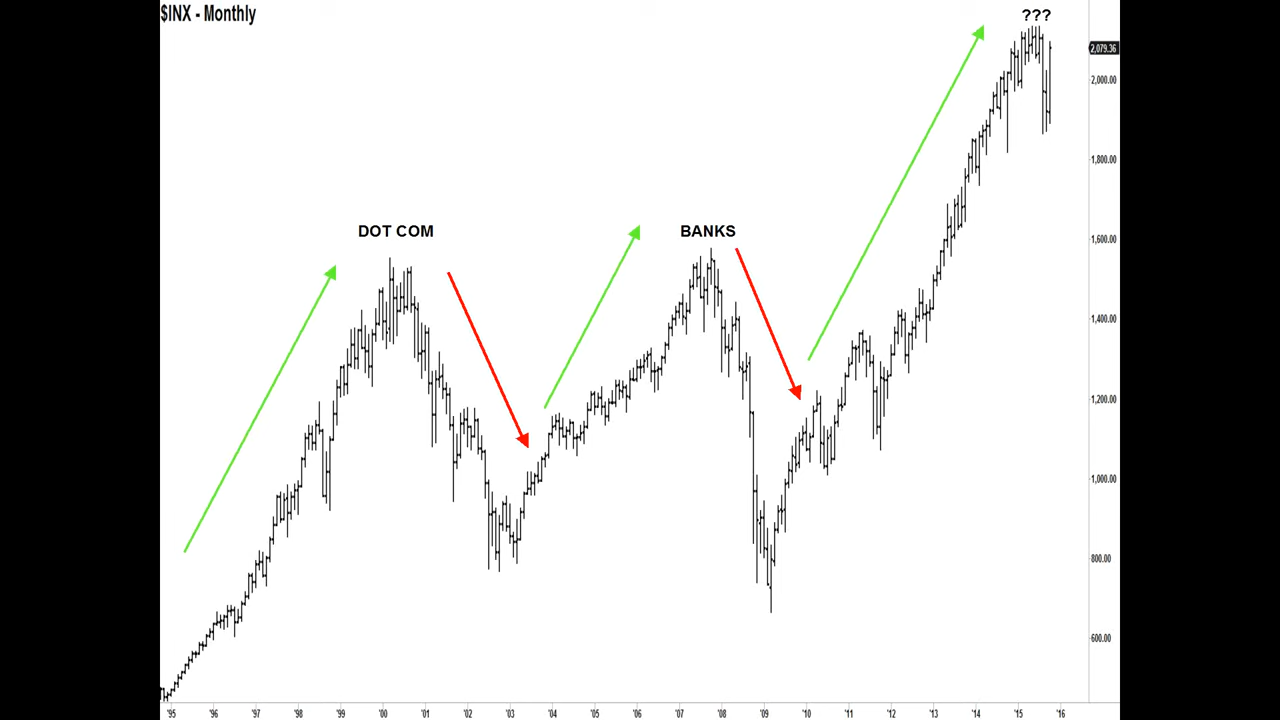 $INX - Monthly
???
2,079.36
2,000.00
1,800.00
DOT COM
BANKS
1,600.00
1,400.00
1,200.00
1,000.00
800.00
600.00
'95 '96 '97 '98 '99 '00 '01 '02 '03 '04 '05 '06 '07 '08 '09 '10 '11 '12 '13 '14 '15 '16